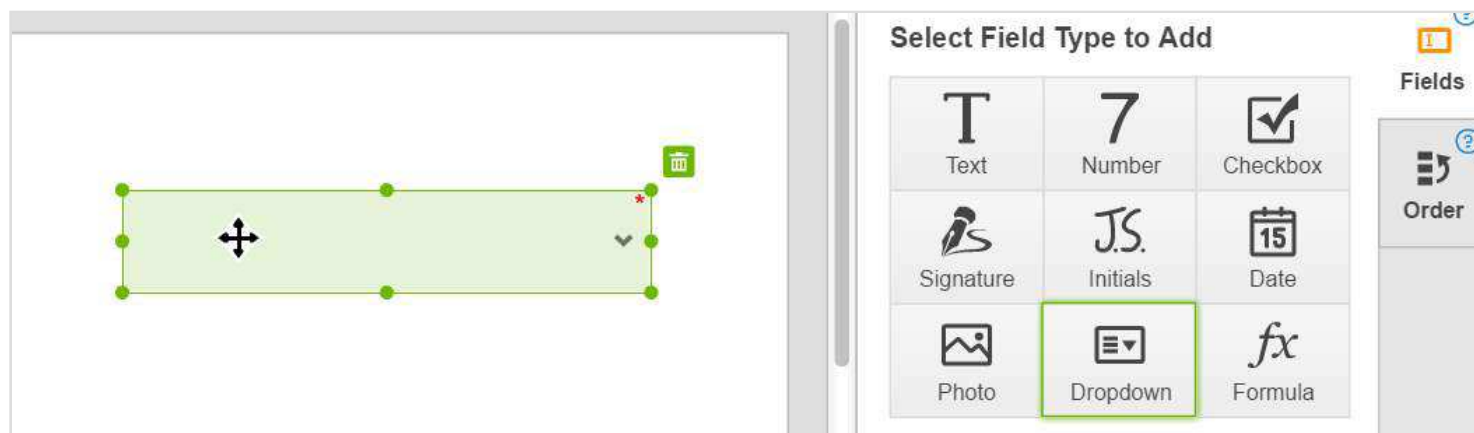 Select Field Type to Add
T
7
Text
Number
Checkbox
J.S.
15
Signature
Initials
Date
fx
Photo
Dropdown
Formula
?
I
Fields
?
Order
*